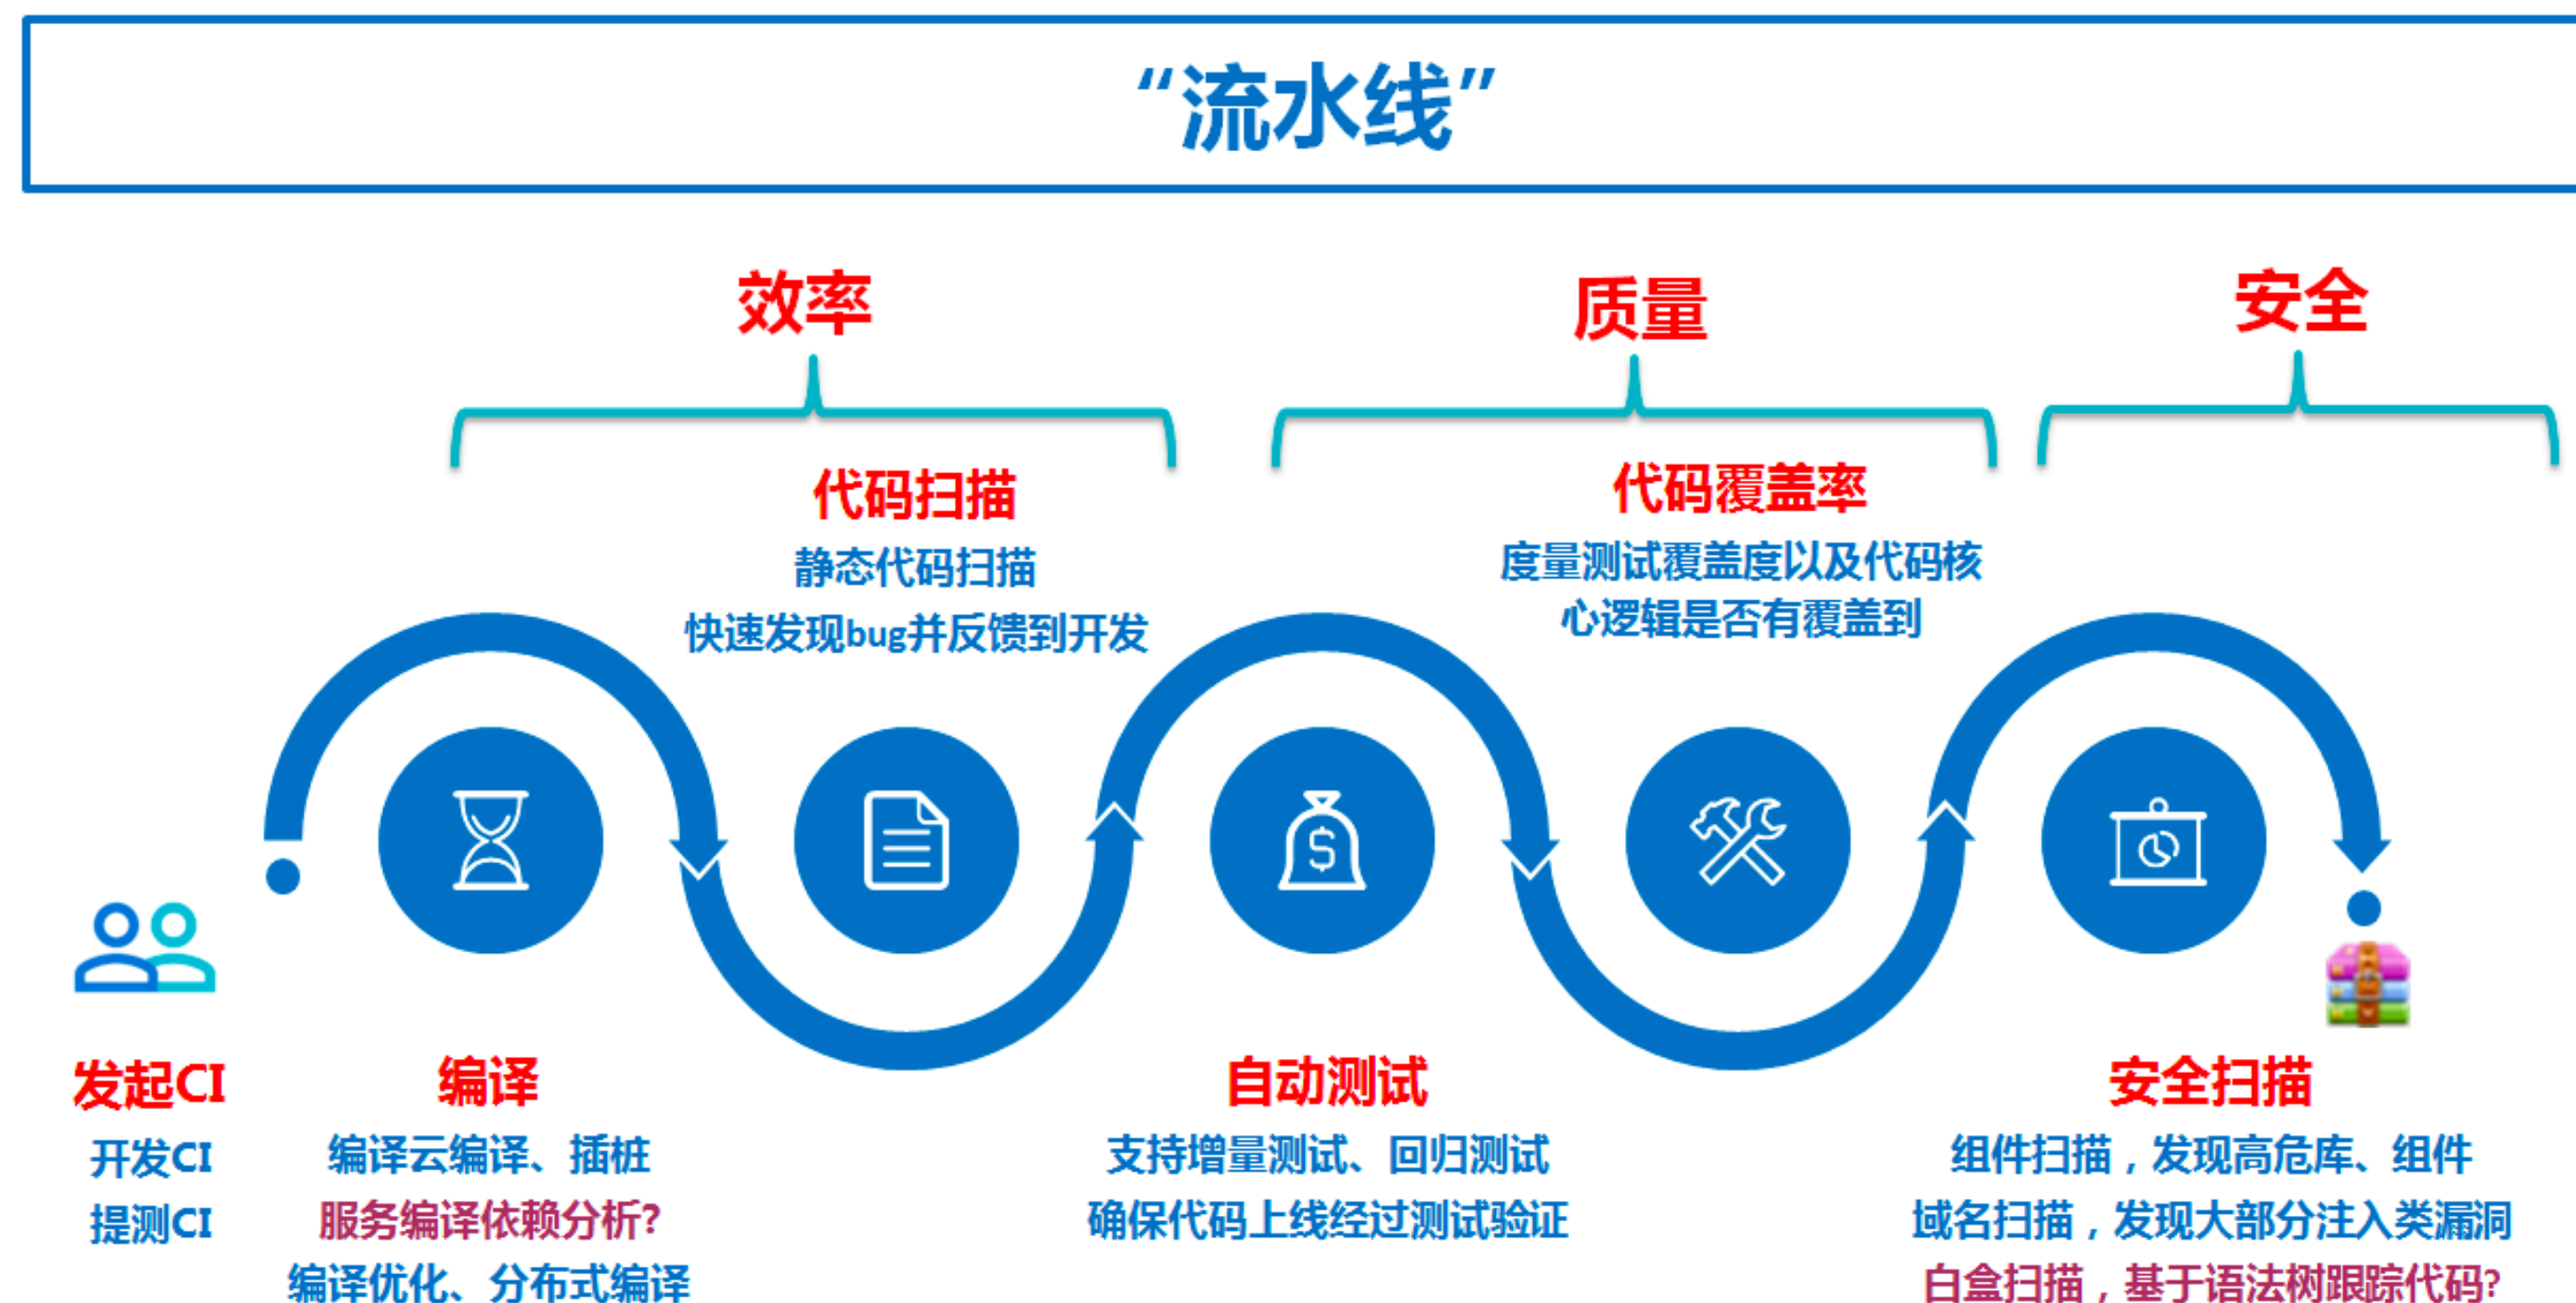 “流水线”
效率
质量
安全
代码扫描
静态代码扫描
快速发现bug并反馈到开发
代码覆盖率
度量测试覆盖度以及代码核
心逻辑是否有覆盖到
发起CI
开发CI
提测CI
编译
编译云编译、插桩
服务编译依赖分析?
编译优化、分布式编译
自动测试
支持增量测试、回归测试
确保代码上线经过测试验证
安全扫描
组件扫描，发现高危库、组件
域名扫描，发现大部分注入类漏洞
白盒扫描，基于语法树跟踪代码?